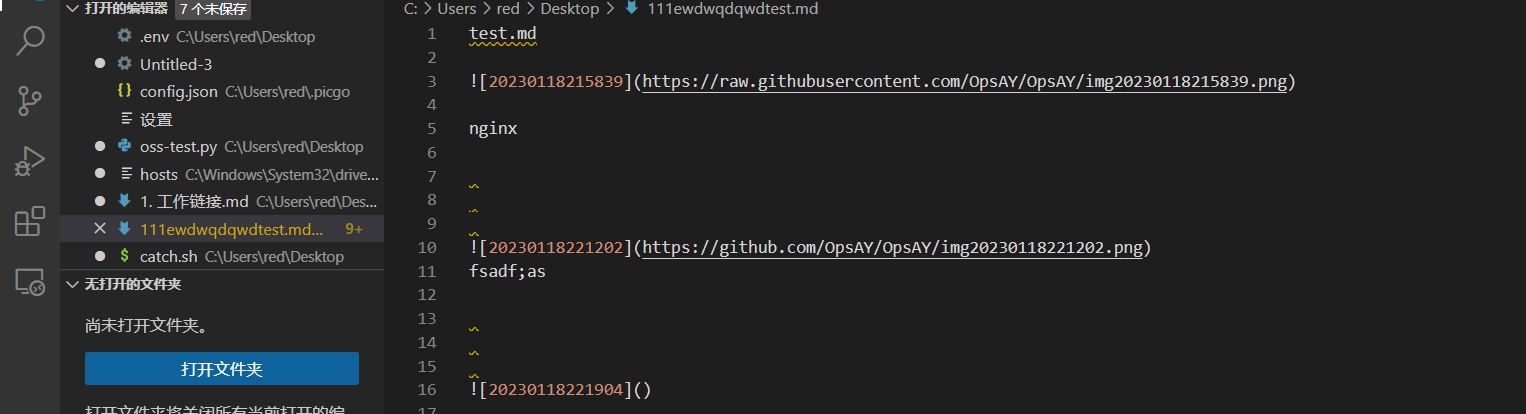 打开的编辑器 7 个未保存
.env C:\Users\red\Desktop
Untitled-3
config.json C:\Users\red\.picgo
设置
oss-test.py C:\Users\red\Desktop
hosts C:\Windows\System32\drive...
1. 工作链接.md C:\Users\red\Des...
111ewdwqdqwdtest.md... 9+
catch.sh C:\Users\red\Desktop
无打开的文件夹
尚未打开文件夹。
打开文件夹
打开文件夹将关闭所有当前打开的编
C: > Users > red > Desktop > 111ewdwqdqwdtest.md
1 test.md
2
3 ![20230118215839](https://raw.githubusercontent.com/OpsAY/OpsAY/img20230118215839.png)
4
5 nginx
6
7
8
9
10 ![20230118221202](https://github.com/OpsAY/OpsAY/img20230118221202.png)
11 fsadf;as
12
13
14
15
16 ![20230118221904]()
17